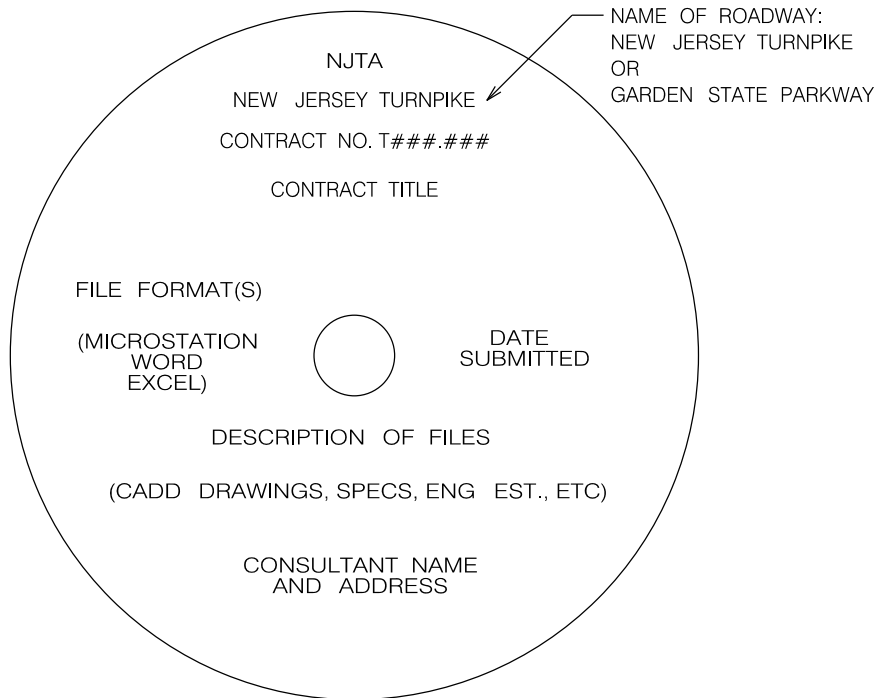 NAME OF ROADWAY:
NEW JERSEY TURNPIKE
OR
GARDEN STATE PARKWAY
NJTA
NEW JERSEY TURNPIKE
CONTRACT NO. T###.###
CONTRACT TITLE
FILE FORMAT(S)
(MICROSTATION
WORD
EXCEL)
DATE
SUBMITTED
DESCRIPTION OF FILES
(CADD DRAWINGS, SPECS, ENG EST., ETC)
CONSULTANT NAME
AND ADDRESS